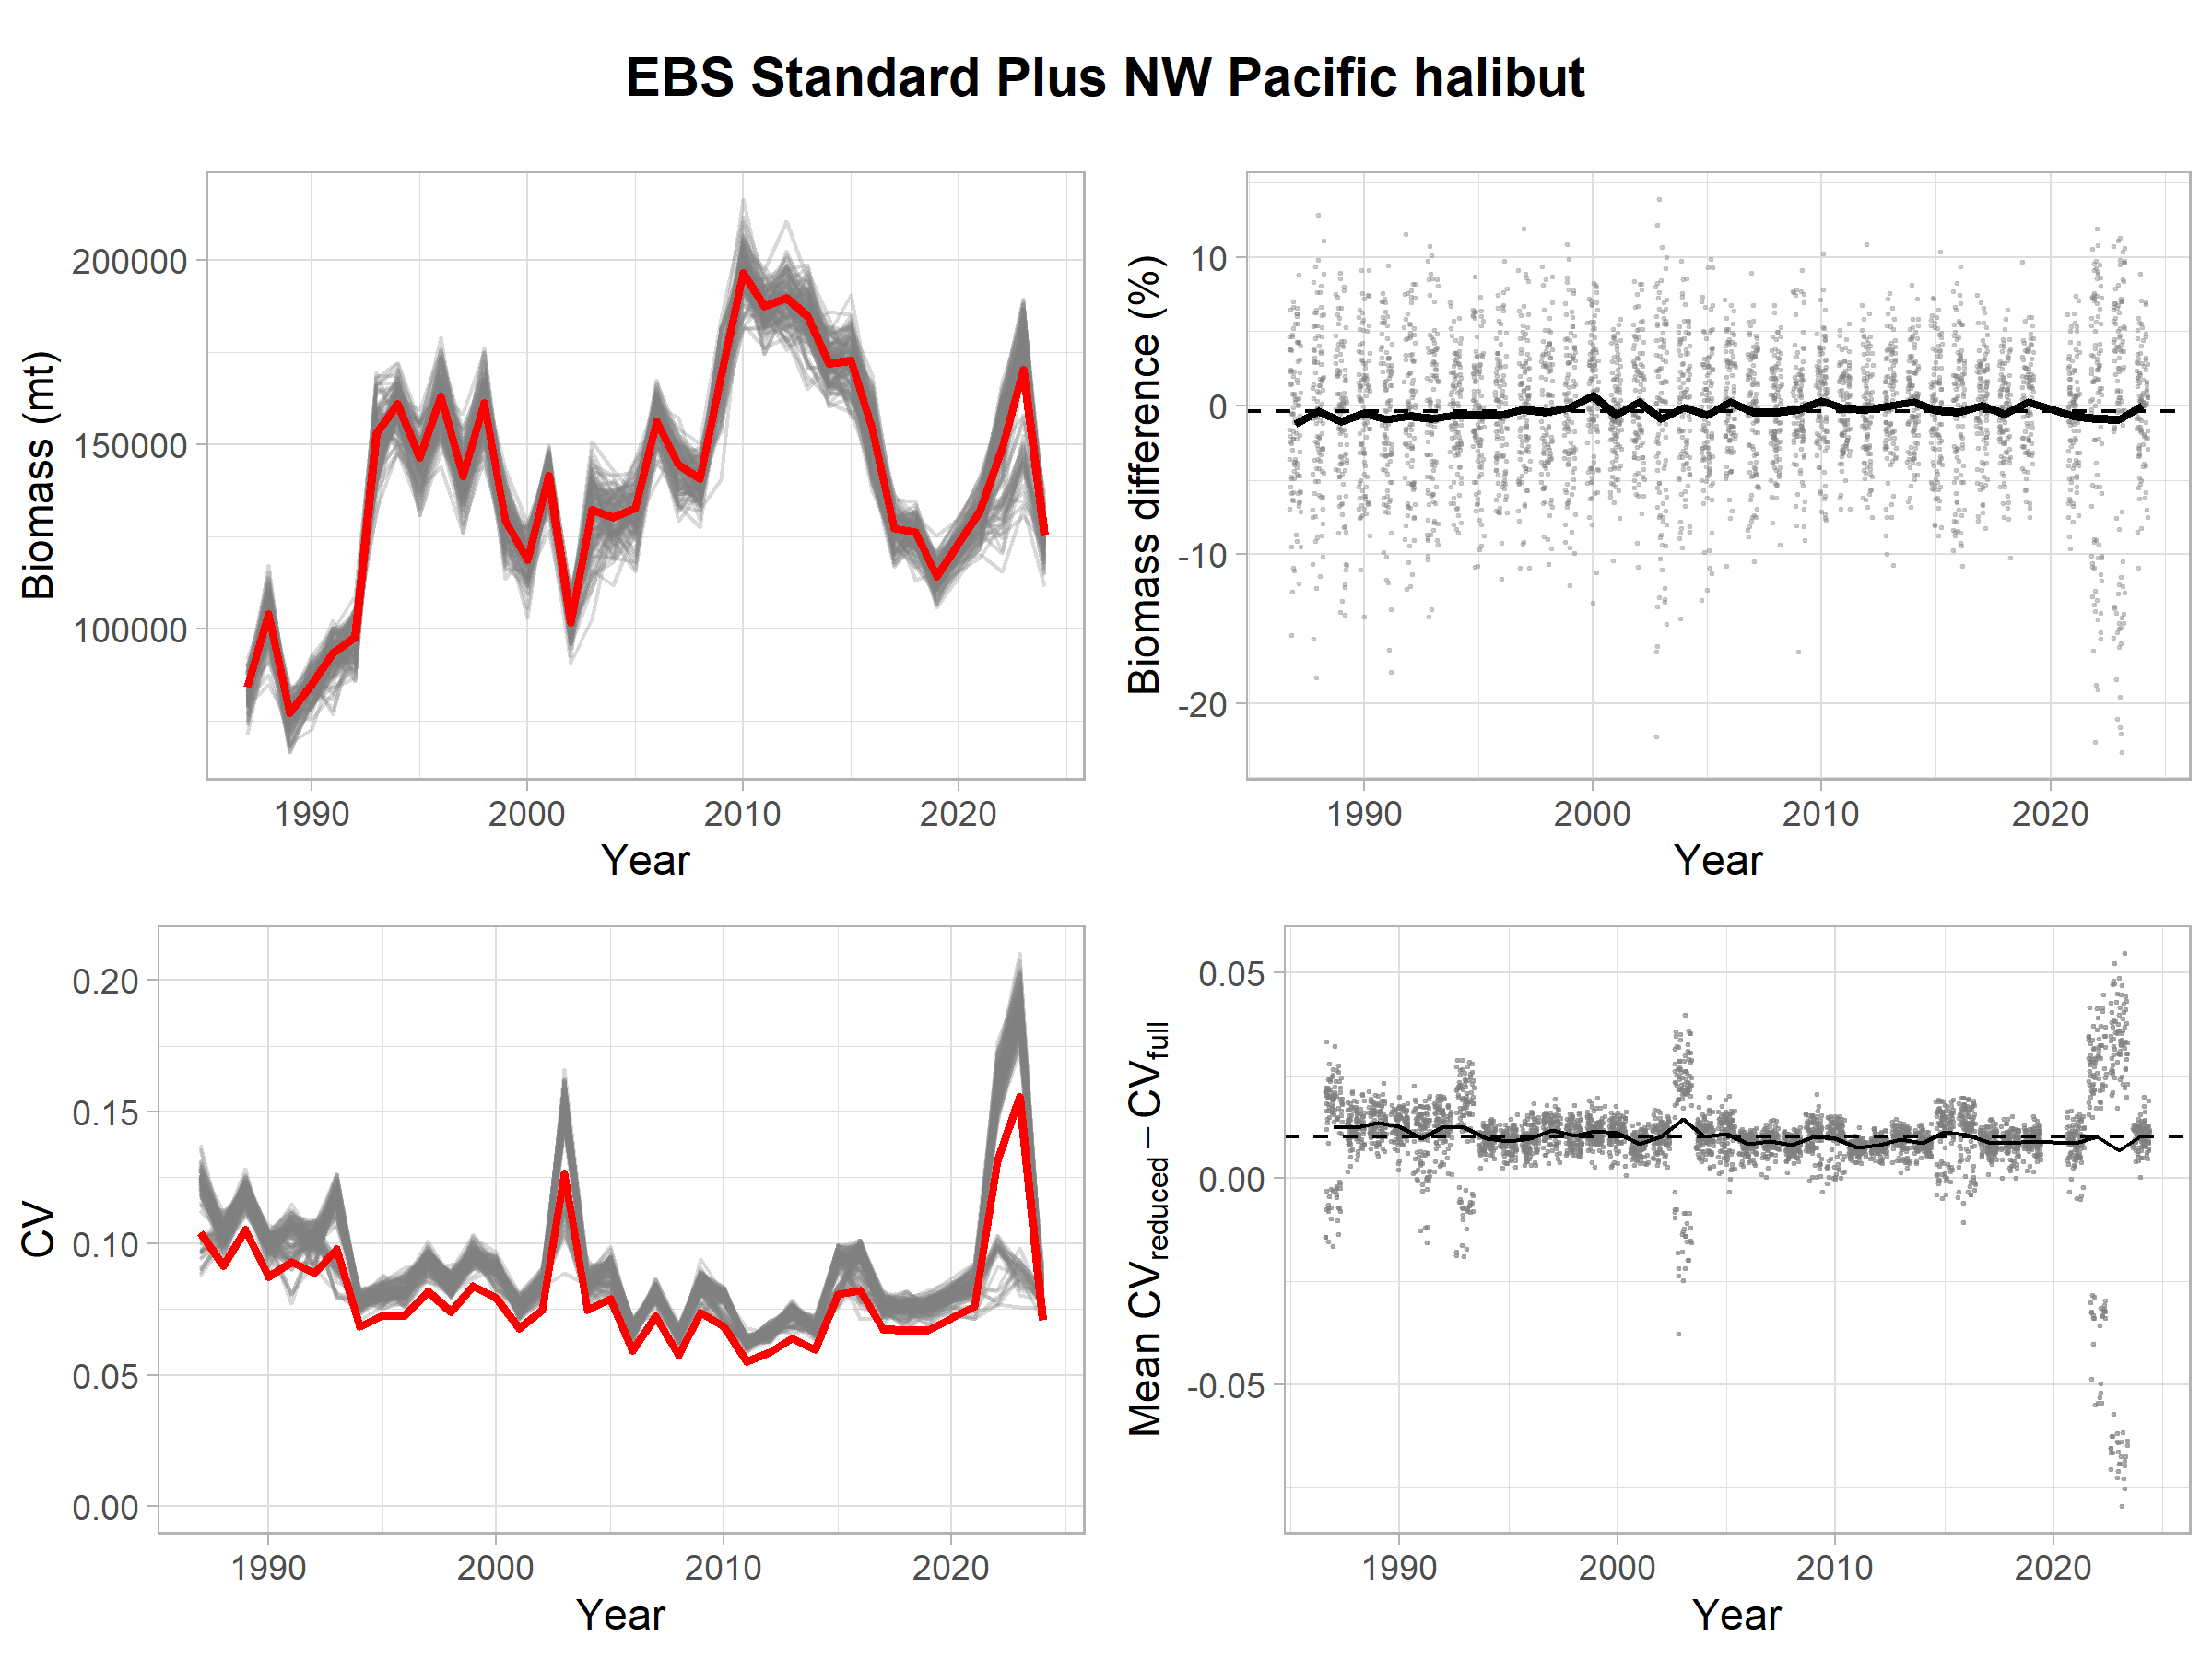 EBS Standard Plus NW Pacific halibut
Biomass (mt)
200000
150000
100000
1990 2000 2010 2020
Year
Biomass difference (%)
10
0
-10
-20
1990 2000 2010 2020
Year
CV
0.20
0.15
0.10
0.05
0.00
1990 2000 2010 2020
Year
Mean CVreduced − CVfull
0.05
0.00
-0.05
1990 2000 2010 2020
Year